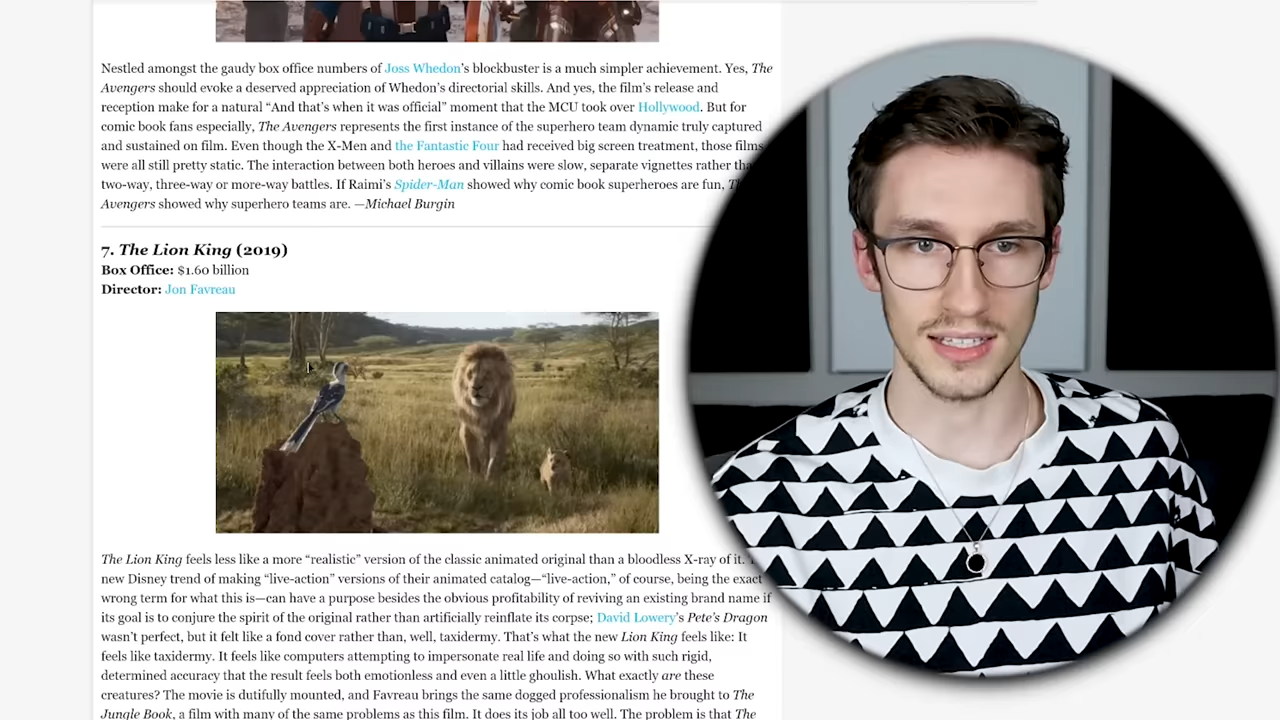 Nestled amongst the gaudy box office numbers of Joss Whedon's blockbuster is a much simpler achievement. Yes, The
Avengers should evoke a deserved appreciation of Whedon's directorial skills. And yes, the film's release and
reception make for a natural “And that's when it was official” moment that the MCU took over Hollywood. But for
comic book fans especially, The Avengers represents the first instance of the superhero team dynamic truly captured
and sustained on film. Even though the X-Men and the Fantastic Four had received big screen treatment, those films
were all still pretty static. The interaction between both heroes and villains were slow, separate vignettes rather
two-way, three-way or more-way battles. If Raimi's Spider-Man showed why comic book superheroes are fun,
Avengers showed why superhero teams are. —Michael Burgin
7. The Lion King (2019)
Box Office: $1.60 billion
Director: Jon Favreau
The Lion King feels less like a more “realistic” version of the classic animated original than a bloodless X-ray of it.
new Disney trend of making “live-action” versions of their animated catalog—“live-action,” of course, being the exact
wrong term for what this is—can have a purpose besides the obvious profitability of reviving an existing brand name if
its goal is to conjure the spirit of the original rather than artificially reinflate its corpse; David Lowery's Pete's Dragon
wasn't perfect, but it felt like a fond cover rather than, well, taxidermy. That's what the new Lion King feels like: It
feels like taxidermy. It feels like computers attempting to impersonate real life and doing so with such rigid,
determined accuracy that the result feels both emotionless and even a little ghoulish. What exactly are these
creatures? The movie is dutifully mounted, and Favreau brings the same dogged professionalism he brought to The
Jungle Book, a film with many of the same problems as this film. It does its job all too well. The problem is that The